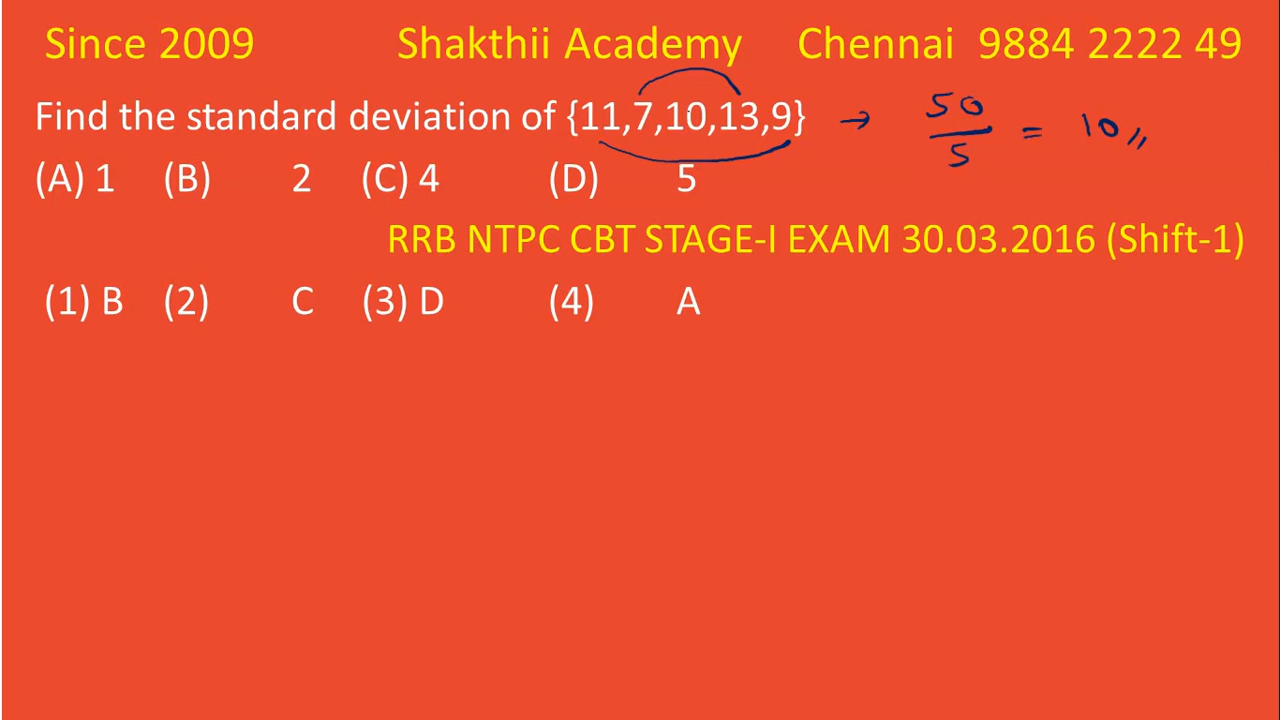 Since 2009 Shakthii Academy Chennai 9884 2222 49
Find the standard deviation of {11,7,10,13,9} → 50/5 = 10,,
(A) 1 (B) 2 (C) 4 (D) 5
RRB NTPC CBT STAGE-I EXAM 30.03.2016 (Shift-1)
(1) B (2) C (3) D (4) A